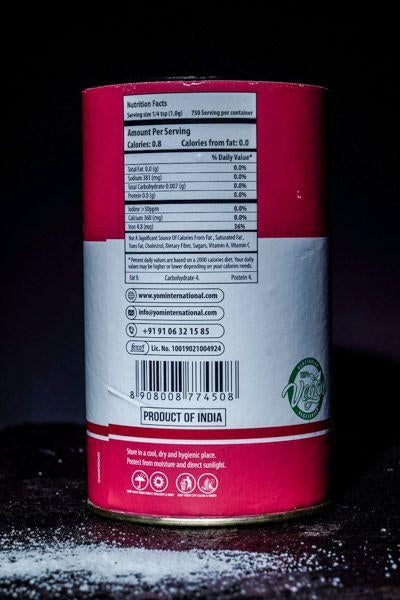 Nutrition Facts
Serving size 1/4 tsp (1.0g) 750 Serving per container
Amount Per Serving
Calories: 0.8 Calories from fat: 0.0
% Daily Value*
Total Fat 0.0 (g) 0.0%
Sodium 381 (mg) 0.0%
Total Carbohydrate 0.007 (g) 0.0%
Protein 0.0 (g) 0.0%
Iodine >30ppm 0.0%
Calcium 360 (mg) 0.0%
Iron 4.8 (mg) 36%
Not A Significant Source Of Calories From Fat , Saturated Fat ,
Trans Fat, Cholestrol, Dietary Fiber, Sugars, Vitamin A, Vitamin C
*Percent daily values are based on a 2000 calories diet. Your daily
values may be higher or lower depending on your calories needs.
Fat 9. Carbohydrate 4. Protein 4.
www.yominternational.com
info@yominternational.com
+91 91 06 32 15 85
fssai Lic. No. 10019021004924
8 908008 774508
PRODUCT OF INDIA
100%
Veggie
Store in a cool, dry and hygienic place.
Protect from moisture and direct sunlight.